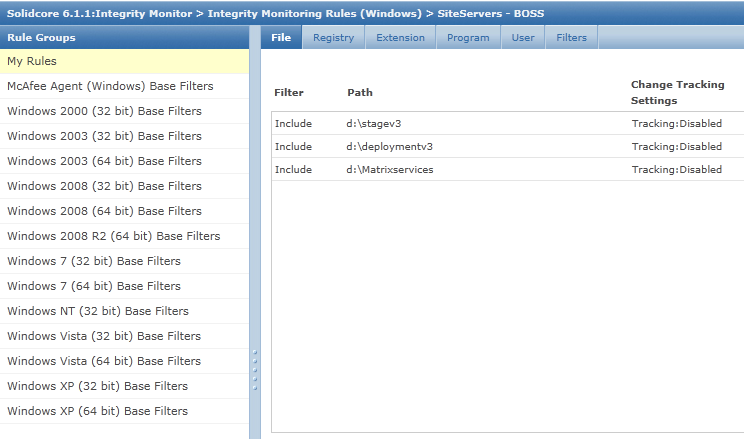 Solidcore 6.1.1:Integrity Monitor > Integrity Monitoring Rules (Windows) > SiteServers - BOSS
Rule Groups
My Rules
McAfee Agent (Windows) Base Filters
Windows 2000 (32 bit) Base Filters
Windows 2003 (32 bit) Base Filters
Windows 2003 (64 bit) Base Filters
Windows 2008 (32 bit) Base Filters
Windows 2008 (64 bit) Base Filters
Windows 2008 R2 (64 bit) Base Filters
Windows 7 (32 bit) Base Filters
Windows 7 (64 bit) Base Filters
Windows NT (32 bit) Base Filters
Windows Vista (32 bit) Base Filters
Windows Vista (64 bit) Base Filters
Windows XP (32 bit) Base Filters
Windows XP (64 bit) Base Filters
File Registry Extension Program User Filters
Filter Path Change Tracking
Settings
Include d:\stagev3 Tracking:Disabled
Include d:\deploymentv3 Tracking:Disabled
Include d:\Matrixservices Tracking:Disabled